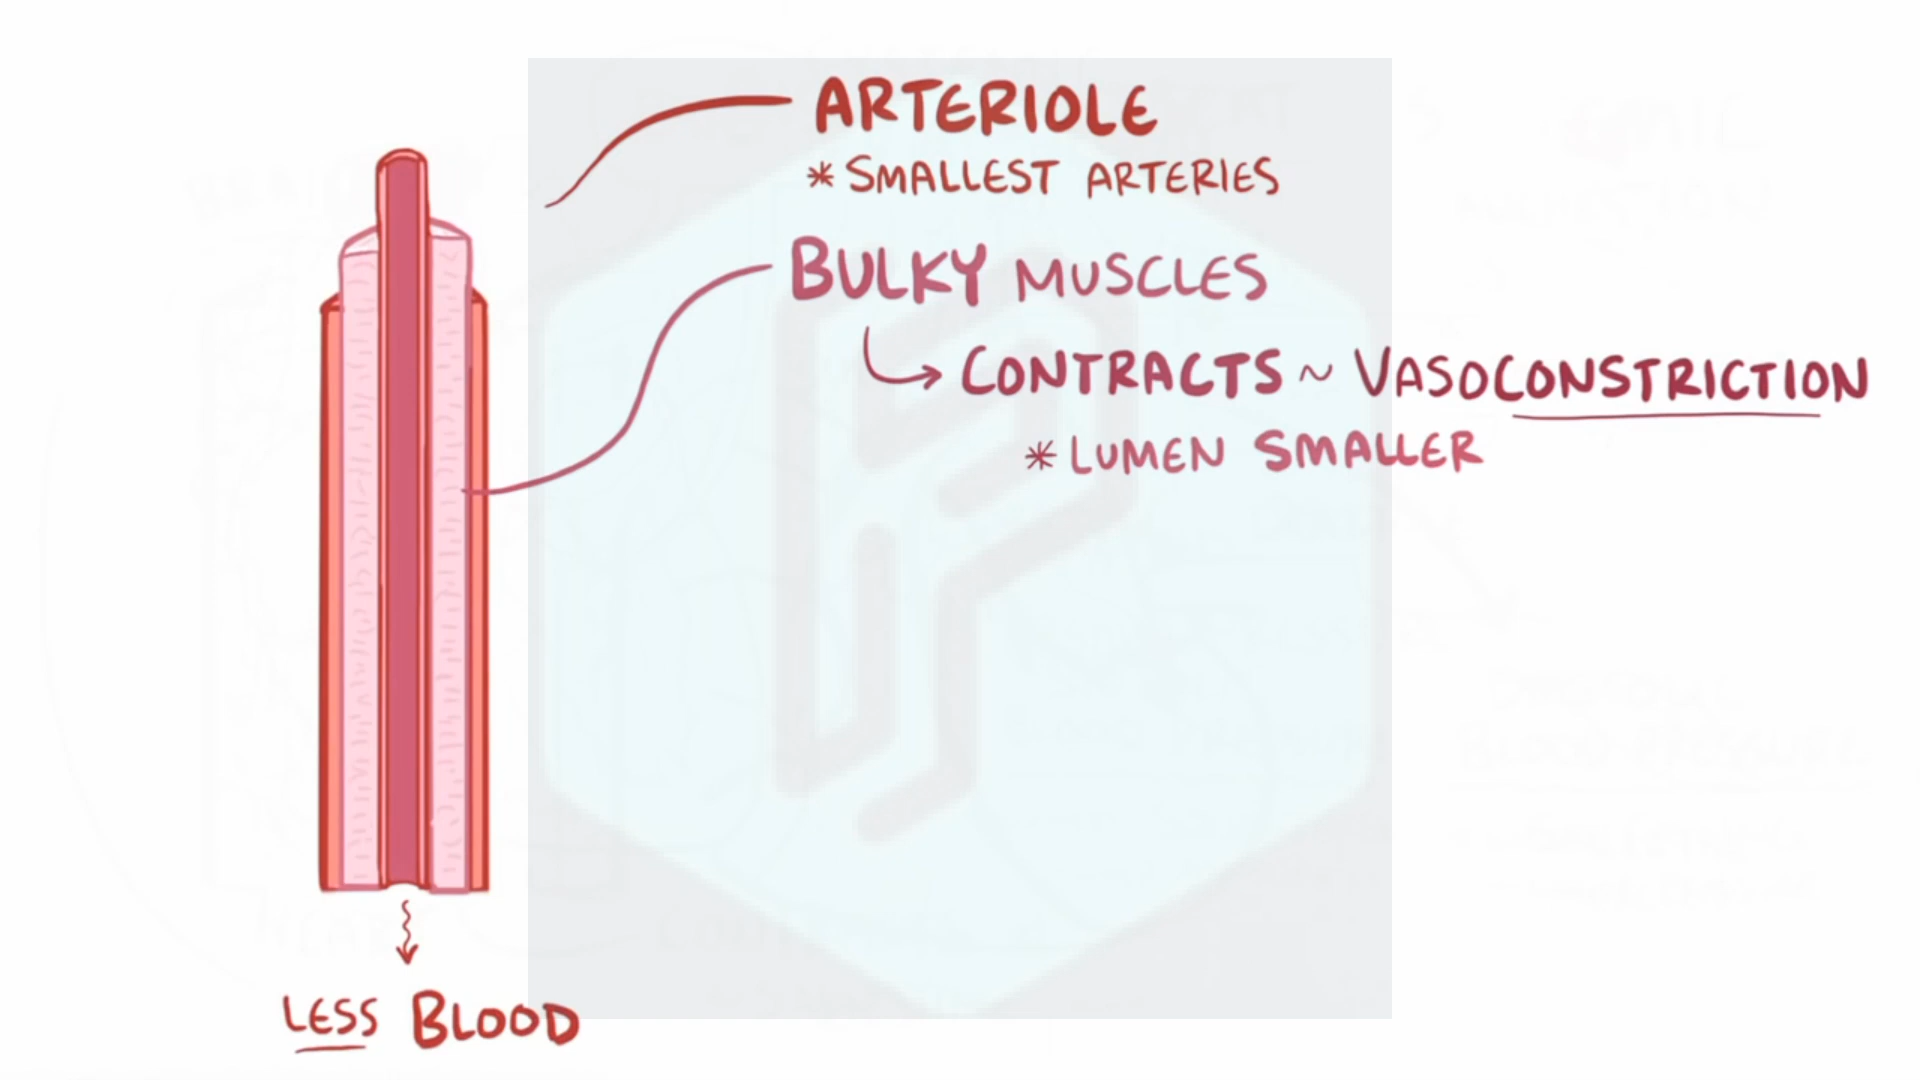 ARTERIOLE
* SMALLEST ARTERIES
BULKY MUSCLES
CONTRACTS ~ VASOCONSTRICTION
* LUMEN SMALLER
LESS BLOOD